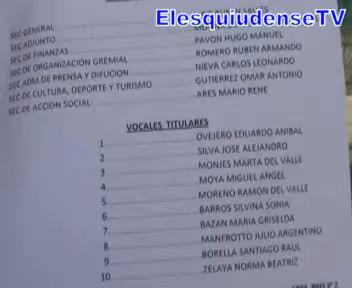 ElesquiudenseTV
SEC GENERAL
SEC ADJUNTO
SEC DE FINANZAS PAVON HUGO MANUEL
SEC DE ORGANIZACIÓN GREMIAL ROMERO RUBEN ARMANDO
SEC ADM DE PRENSA Y DIFUCION NIEVA CARLOS LEONARDO
SEC DE CULTURA, DEPORTE Y TURISMO GUTIERREZ OMAR ANTONIO
SEC DE ACCION SOCIAL ARES MARIO RENE
VOCALES TITULARES
1 OVEJERO EDUARDO ANIBAL
2 SILVA JOSE ALEJANDRO
3 MONJES MARTA DEL VALLE
4 MOYA MIGUEL ANGEL
5. MORENO RAMON DEL VALLE
6. BARROS SILVINA SONIA
7. BAZAN MARIA GRISELDA
8 MANFROTTO JULIO ARGENTINO
9 BORELLA SANTIAGO RAUL
10 ZELAYA NORMA BEATRIZ